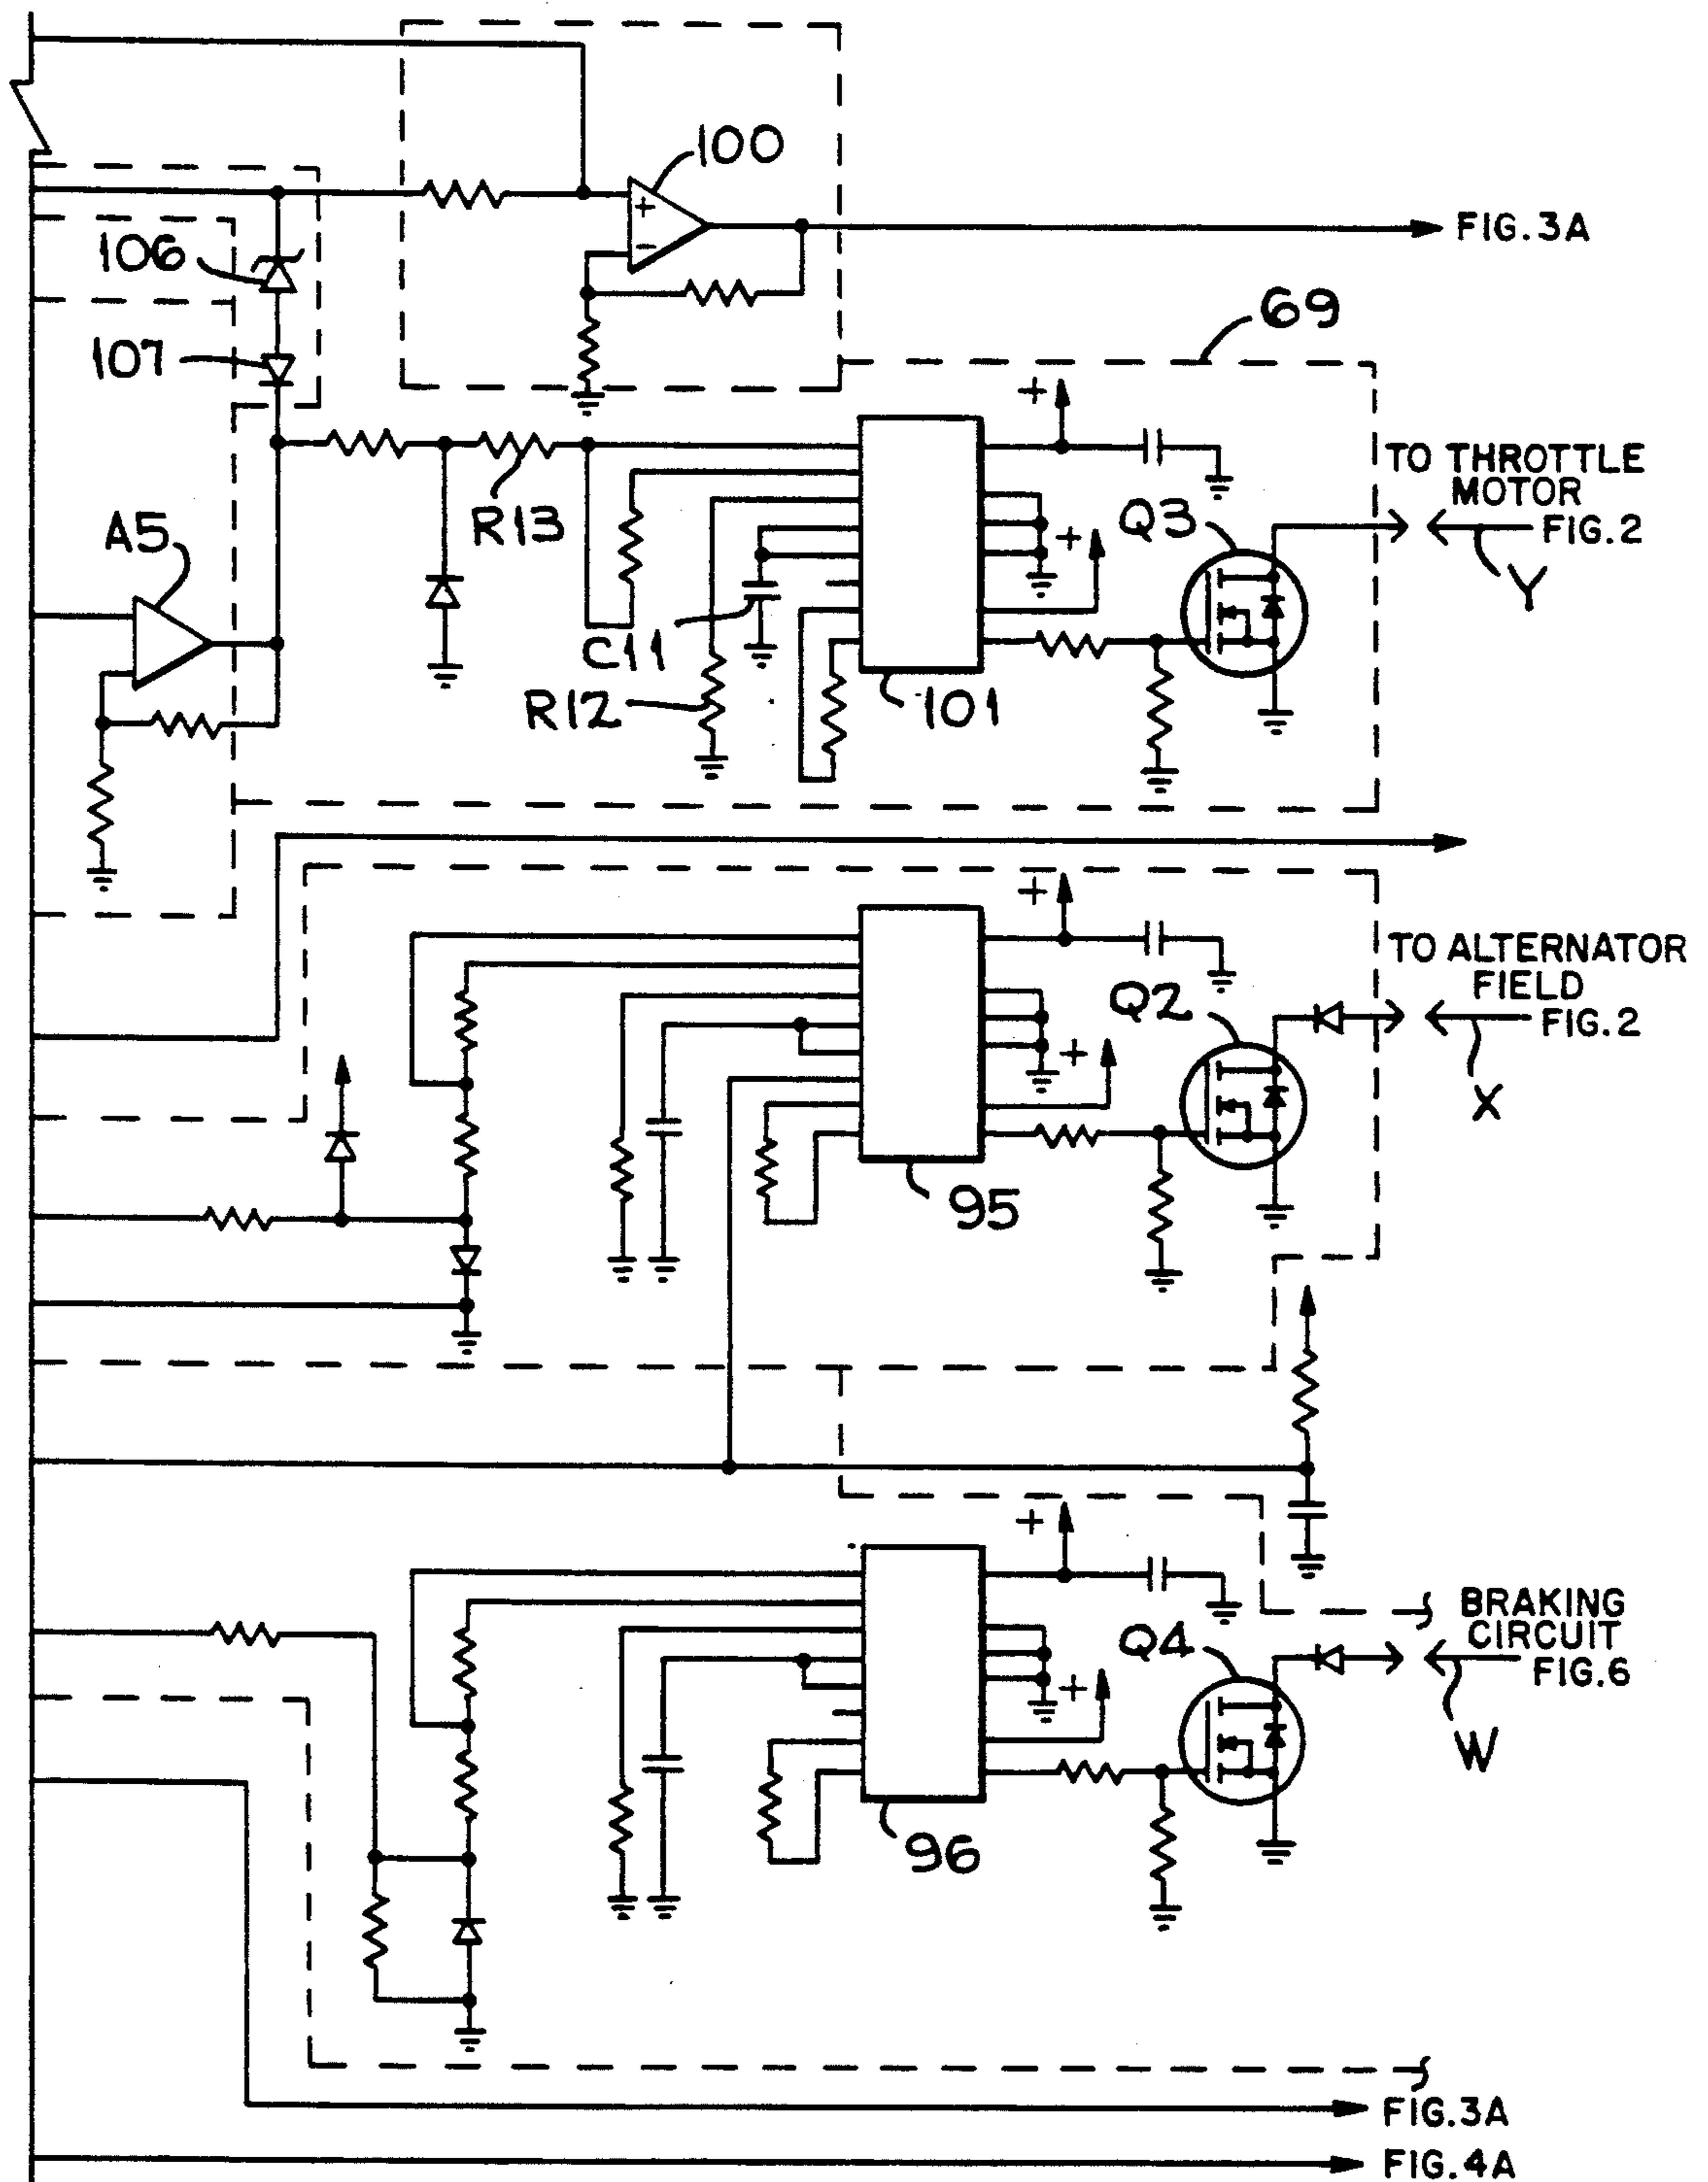 100
+
−
FIG. 3A
106
107
69
+
TO THROTTLE
MOTOR
FIG. 2
Y
A5
R13
+
Q3
C11
R12
101
+
TO ALTERNATOR
FIELD
FIG. 2
X
Q2
+
95
+
BRAKING
CIRCUIT
FIG. 6
W
Q4
+
96
FIG. 3A
FIG. 4A